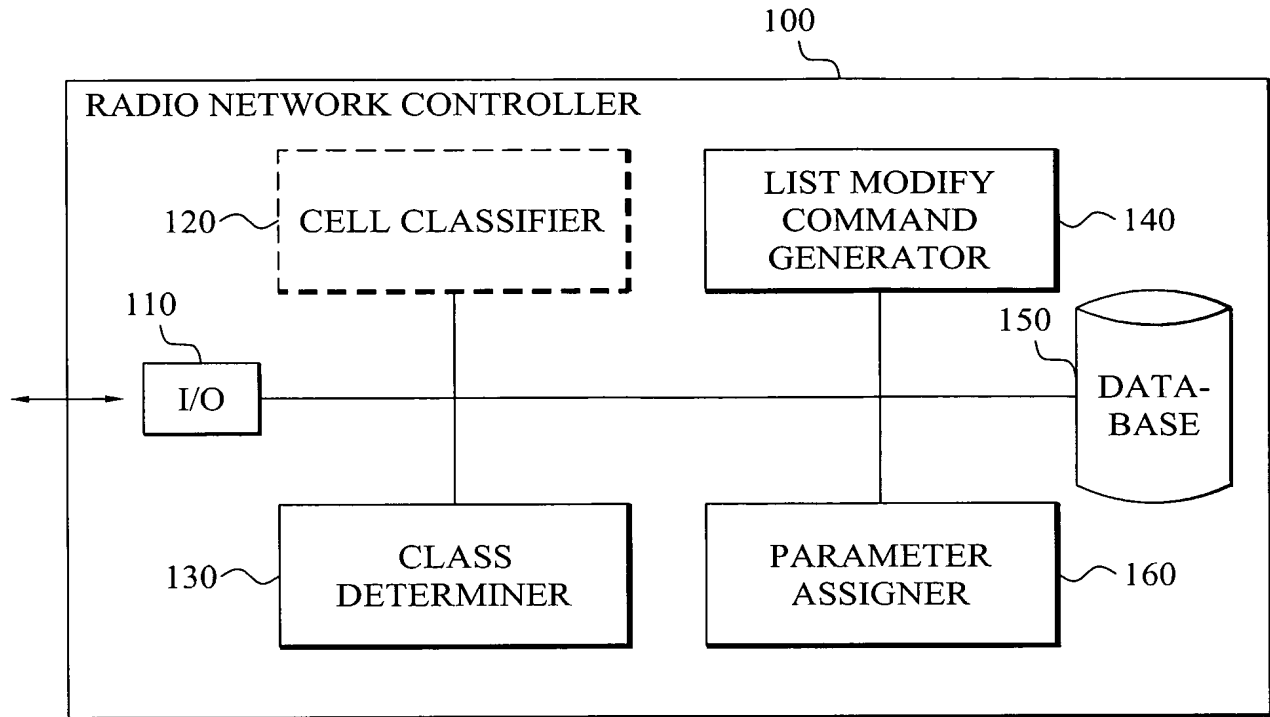 100
RADIO NETWORK CONTROLLER
120
CELL CLASSIFIER
LIST MODIFY
COMMAND
GENERATOR
140
110
I/O
150
DATA-
BASE
130
CLASS
DETERMINER
PARAMETER
ASSIGNER
160